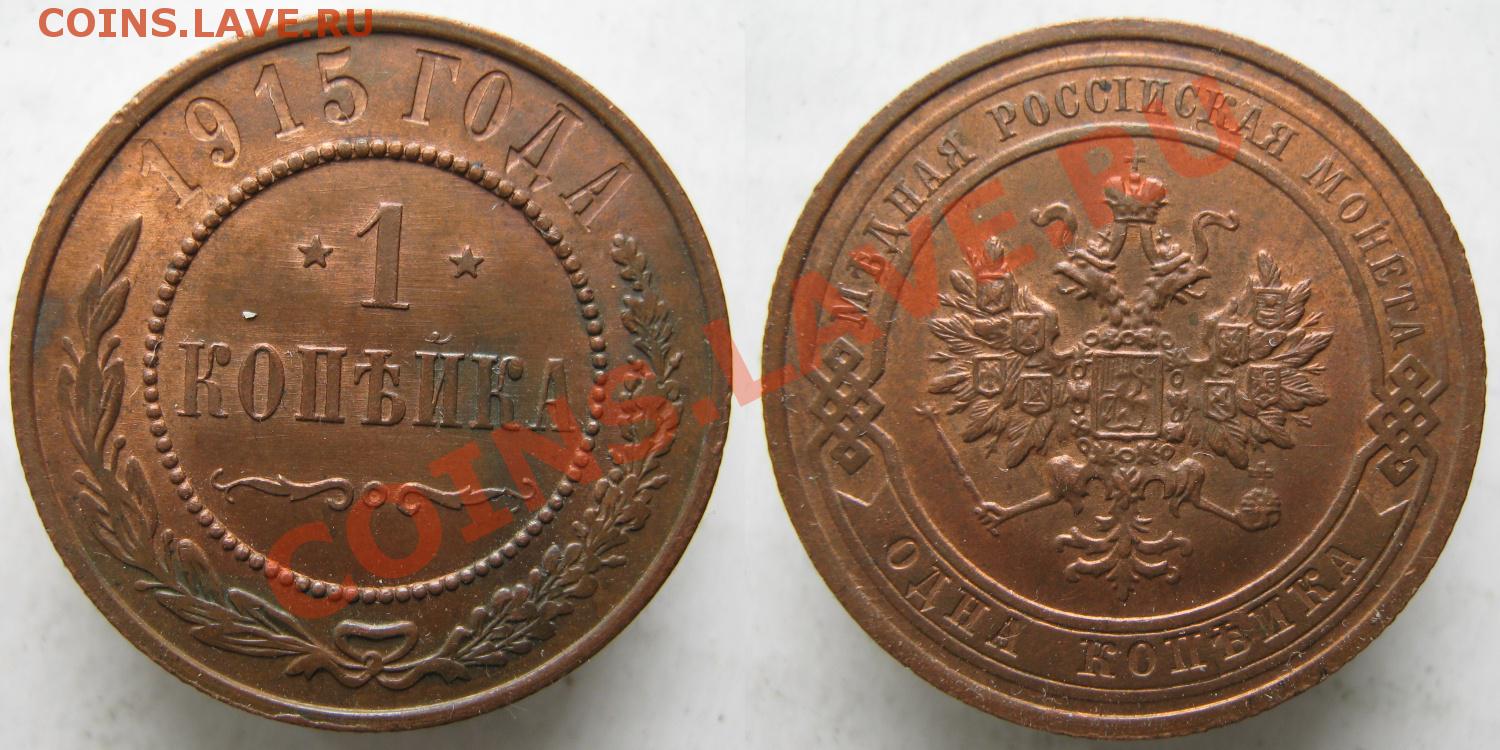 COINS.LAVE.RU
1915 ГОДА
1
КОПѢЙКА
МѢДНАЯ РОССІЙСКАЯ МОНЕТА
ОДНА КОПѢЙКА
COINS.LAVE.RU